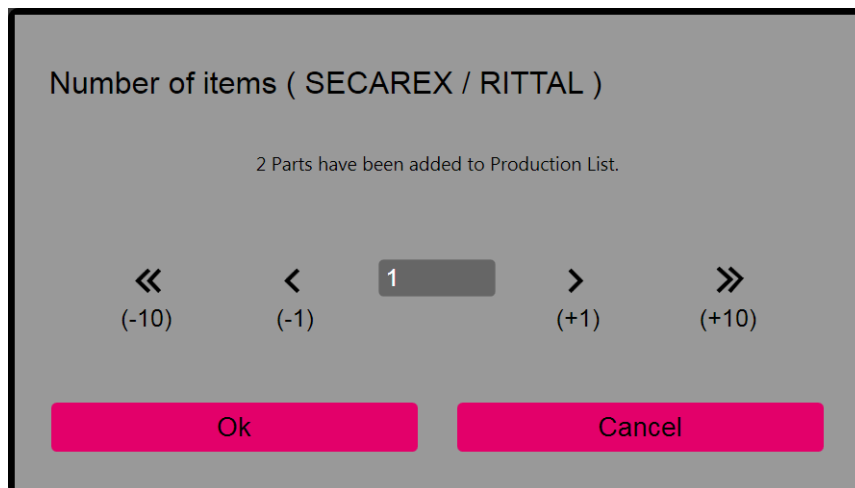 Number of items ( SECAREX / RITTAL )
2 Parts have been added to Production List.
1
(-10) (-1) (+1) (+10)
Ok Cancel